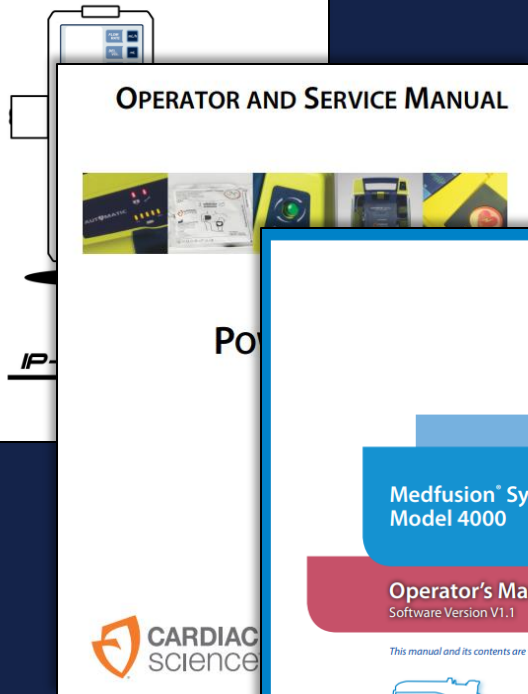 OPERATOR AND SERVICE MANUAL
AUTOMATIC
Po
IP-
Medfusion® Sy
Model 4000
Operator's Ma
Software Version V1.1
This manual and its contents are
CARDIAC
science